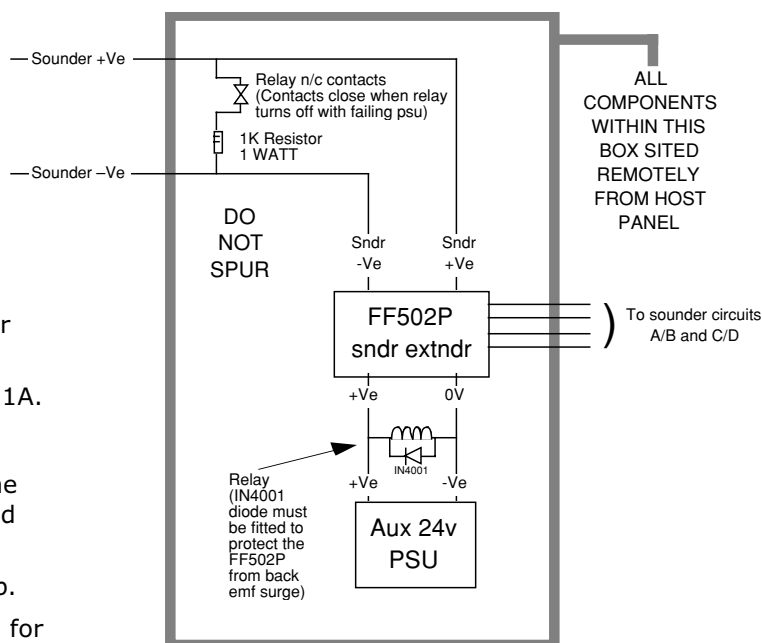 Sounder +Ve
Relay n/c contacts
(Contacts close when relay
turns off with failing psu)
1K Resistor
1 WATT
Sounder –Ve
DO
NOT
SPUR
Sndr
-Ve
Sndr
+Ve
FF502P
sndr extndr
To sounder circuits
A/B and C/D
+Ve
0V
IN4001
+Ve
-Ve
Relay
(IN4001
diode must
be fitted to
protect the
FF502P
from back
emf surge)
Aux 24v
PSU
ALL
COMPONENTS
WITHIN THIS
BOX SITED
REMOTELY
FROM HOST
PANEL
r
1A.
d
for